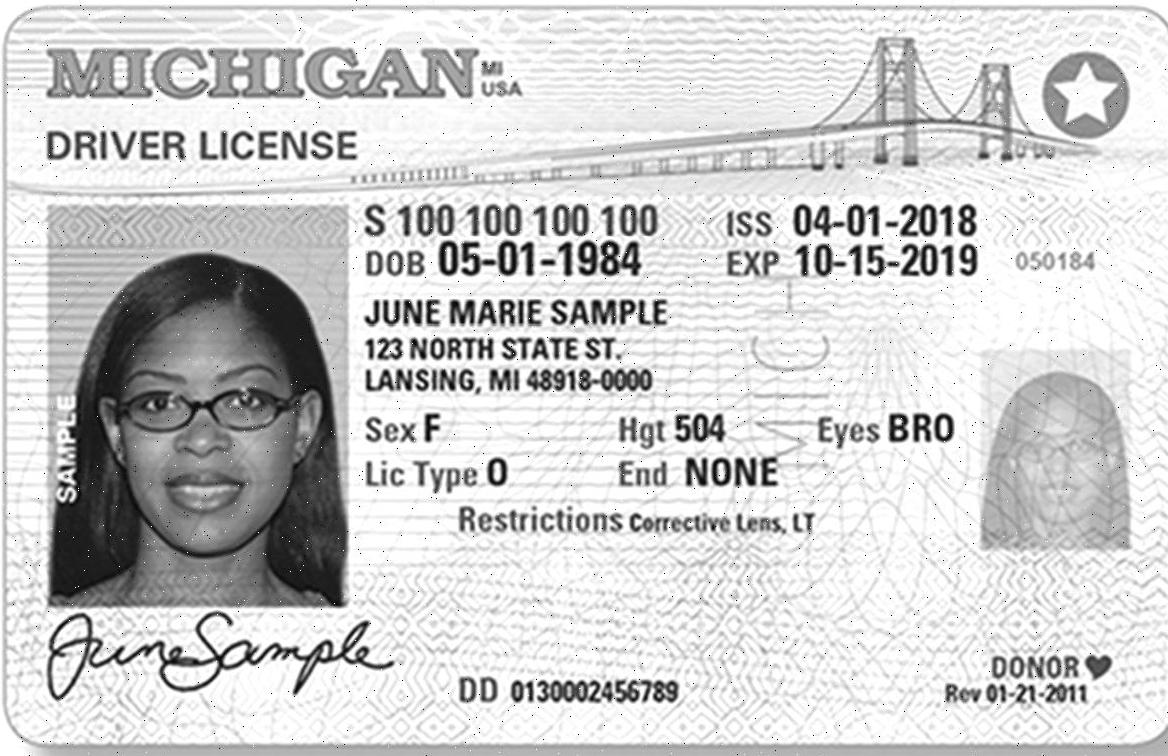 MICHIGAN MI USA
DRIVER LICENSE
S 100 100 100 100 ISS 04-01-2018
DOB 05-01-1984 EXP 10-15-2019 050184
JUNE MARIE SAMPLE
123 NORTH STATE ST.
LANSING, MI 48918-0000
Sex F Hgt 504 Eyes BRO
Lic Type O End NONE
Restrictions Corrective Lens, LT
SAMPLE
June Sample
DONOR
DD 0130002456789 Rev 01-21-2011